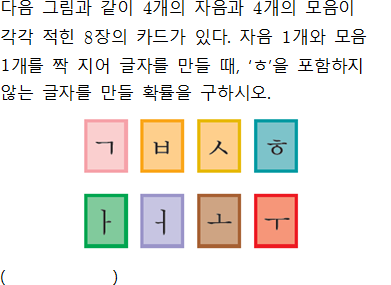 다음 그림과 같이 4개의 자음과 4개의 모음이
각각 적힌 8장의 카드가 있다. 자음 1개와 모음
1개를 짝 지어 글자를 만들 때, ‘ㅎ’을 포함하지
않는 글자를 만들 확률을 구하시오.
ㄱ ㅂ ㅅ ㅎ
ㅏ ㅓ ㅗ ㅜ
( )